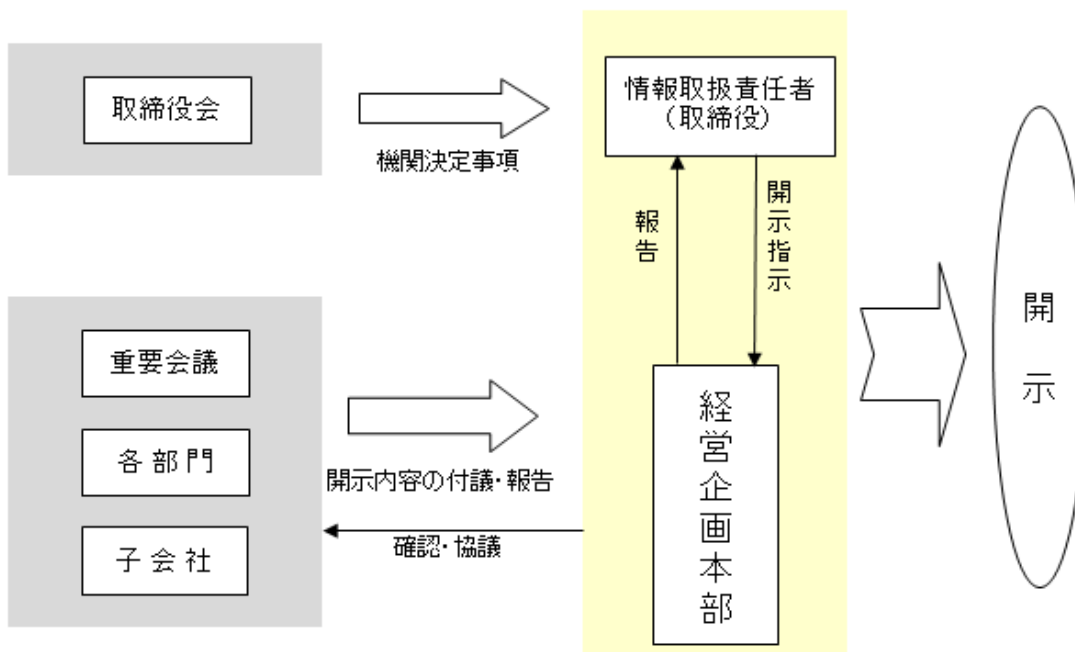 取締役会
機関決定事項
情報取扱責任者
（取締役）
報告
開示指示
重要会議
各部門
子会社
開示内容の付議・報告
確認・協議
経営企画本部
開示